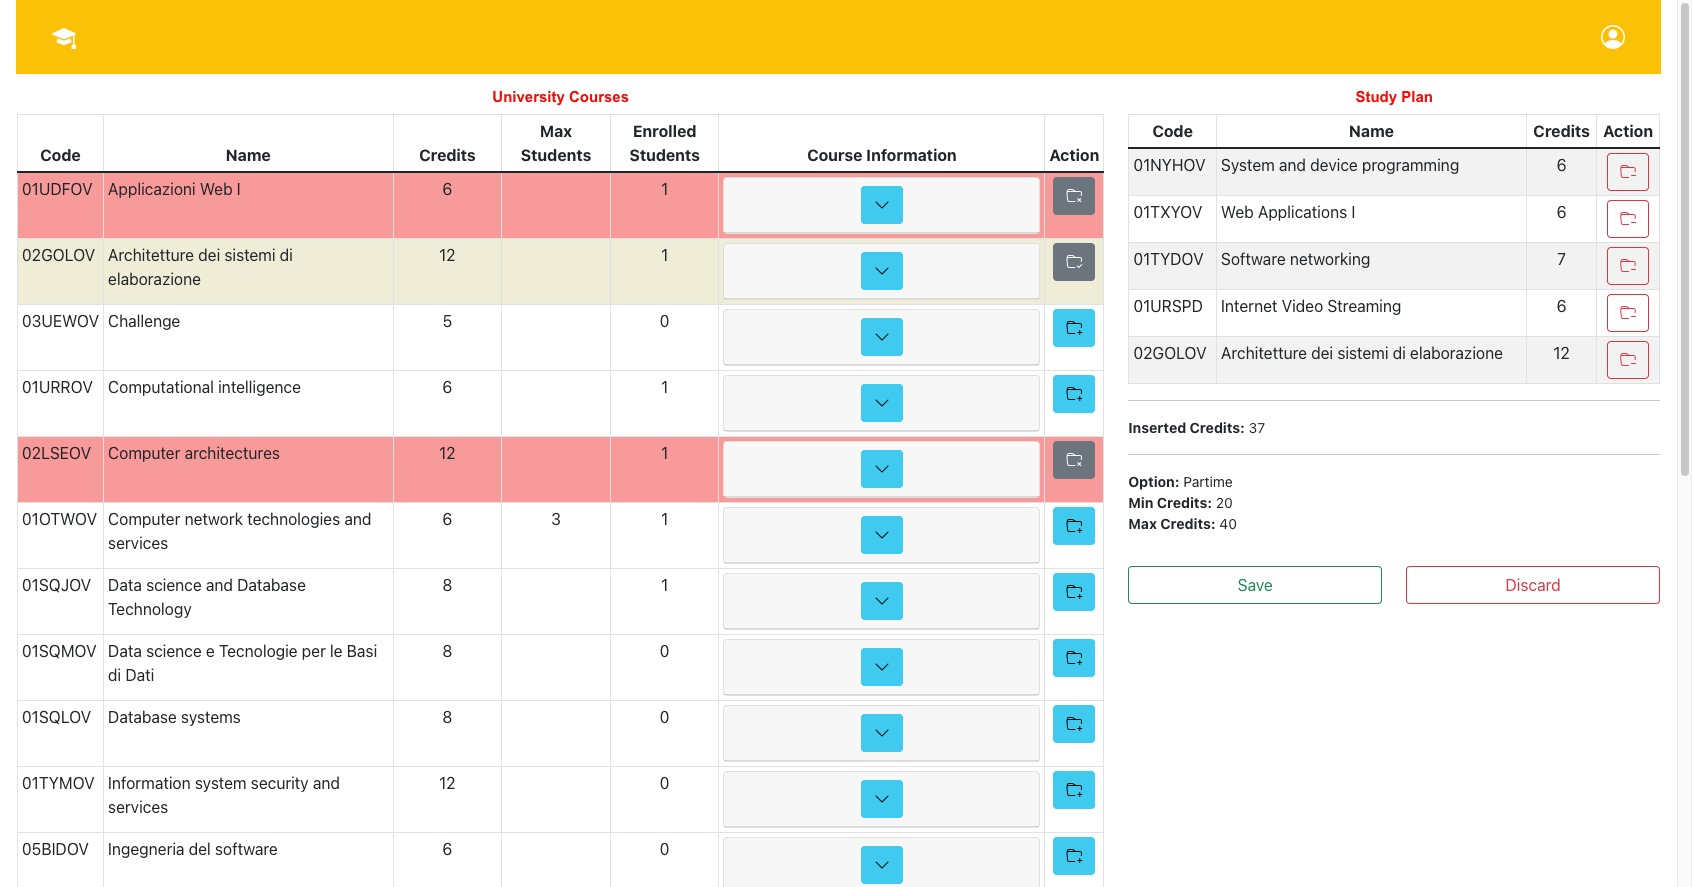 University Courses
Code Name Credits Max Students Enrolled Students Course Information Action
01UDFOV Applicazioni Web I 6 1
02GOLOV Architetture dei sistemi di elaborazione 12 1
03UEWOV Challenge 5 0
01URROV Computational intelligence 6 1
02LSEOV Computer architectures 12 1
01OTWOV Computer network technologies and services 6 3 1
01SQJOV Data science and Database Technology 8 1
01SQMOV Data science e Tecnologie per le Basi di Dati 8 0
01SQLOV Database systems 8 0
01TYMOV Information system security and services 12 0
05BIDOV Ingegneria del software 6 0
Study Plan
Code Name Credits Action
01NYHOV System and device programming 6
01TXYOV Web Applications I 6
01TYDOV Software networking 7
01URSPD Internet Video Streaming 6
02GOLOV Architetture dei sistemi di elaborazione 12
Inserted Credits: 37
Option: Partime
Min Credits: 20
Max Credits: 40
Save Discard